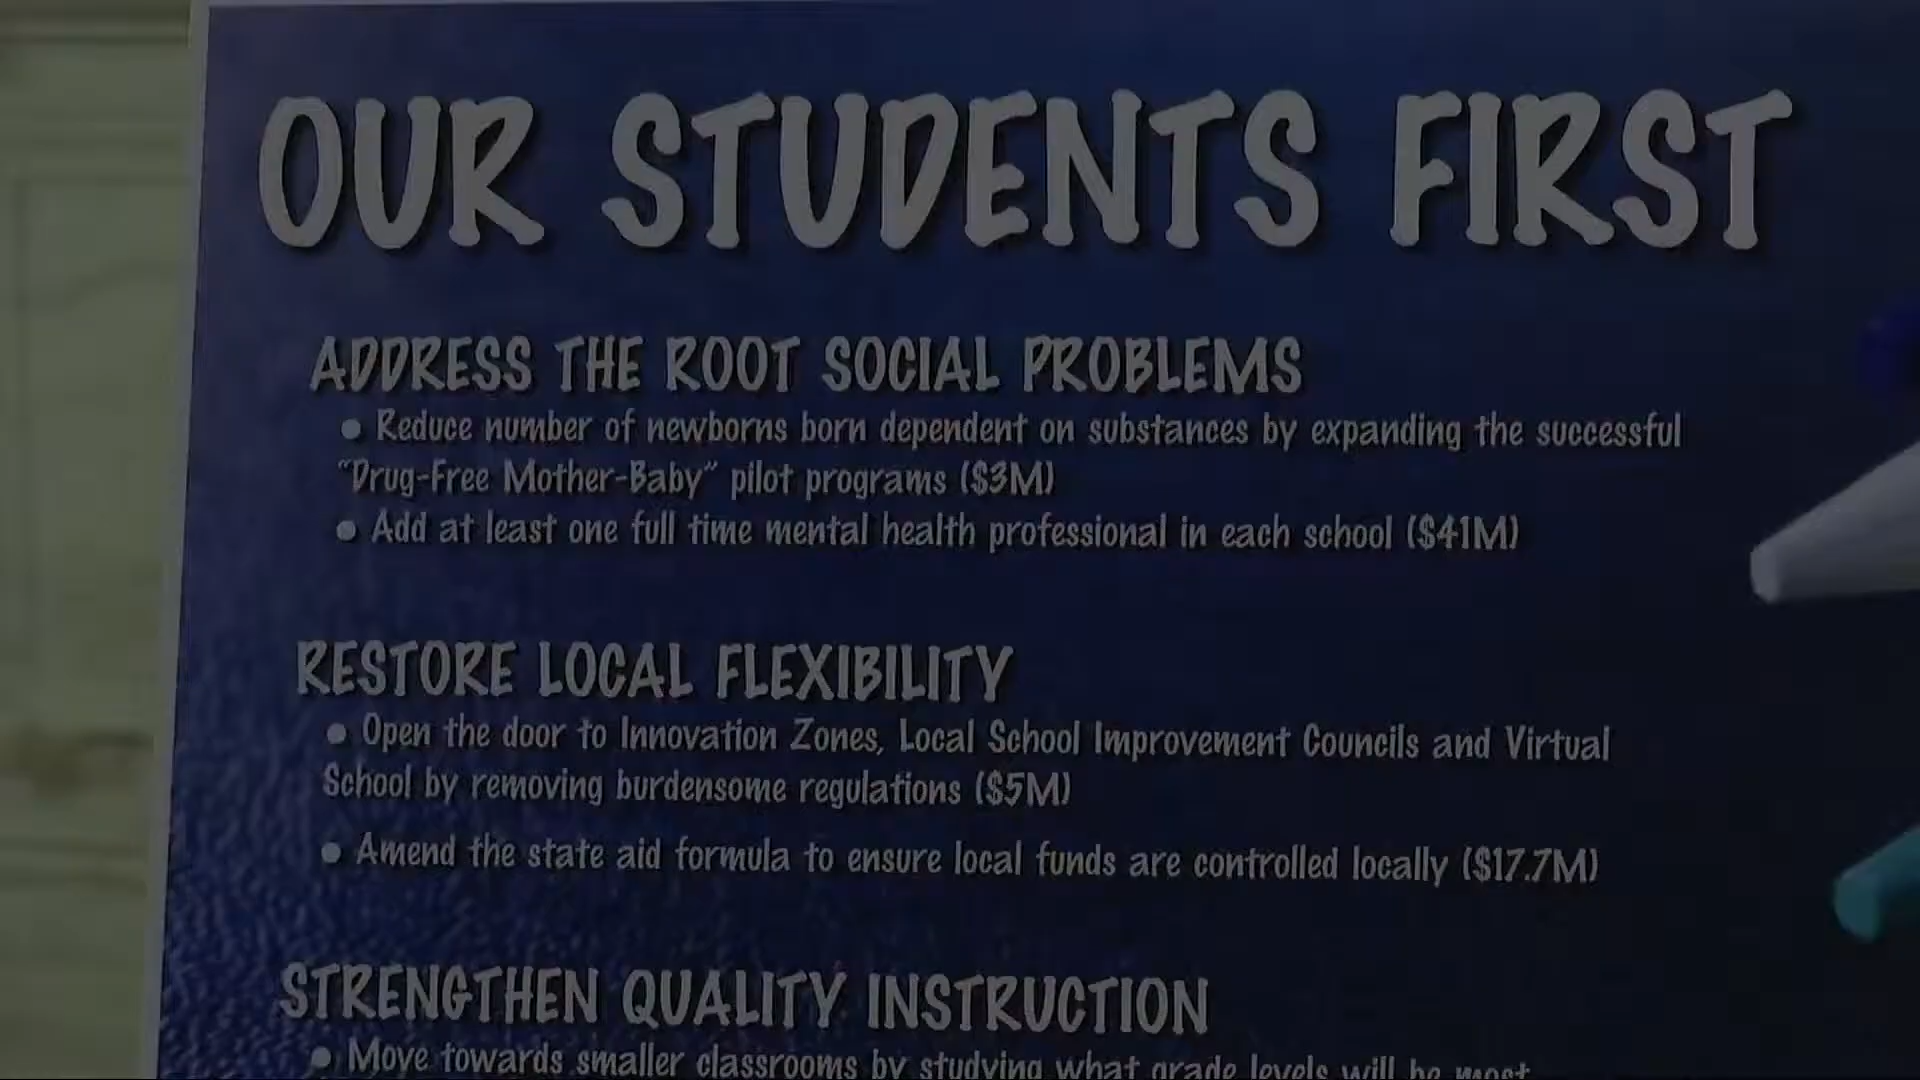 OUR STUDENTS FIRST
ADDRESS THE ROOT SOCIAL PROBLEMS
● Reduce number of newborns born dependent on substances by expanding the successful
"Drug-Free Mother-Baby" pilot programs ($3M)
● Add at least one full time mental health professional in each school ($41M)
RESTORE LOCAL FLEXIBILITY
● Open the door to Innovation Zones, Local School Improvement Councils and Virtual
School by removing burdensome regulations ($5M)
● Amend the state aid formula to ensure local funds are controlled locally ($17.7M)
STRENGTHEN QUALITY INSTRUCTION
● Move towards smaller classrooms by studying what grade levels will be most